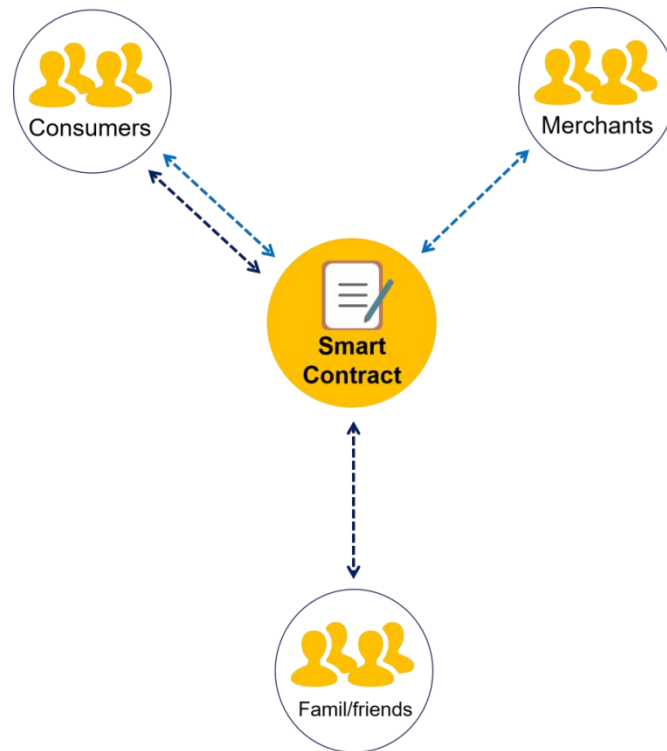 Consumers
Merchants
Smart
Contract
Famil/friends